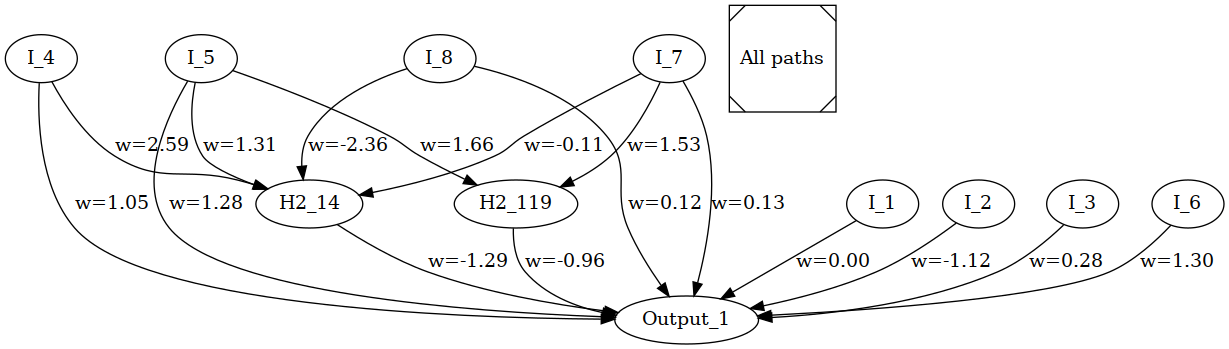 I_4
I_5
I_8
I_7
All paths
w=2.59
w=1.31
w=-2.36
w=1.66
w=-0.11
w=1.53
w=1.05
w=1.28
H2_14
H2_119
w=0.12
w=0.13
I_1
I_2
I_3
I_6
w=-1.29
w=-0.96
w=0.00
w=-1.12
w=0.28
w=1.30
Output_1